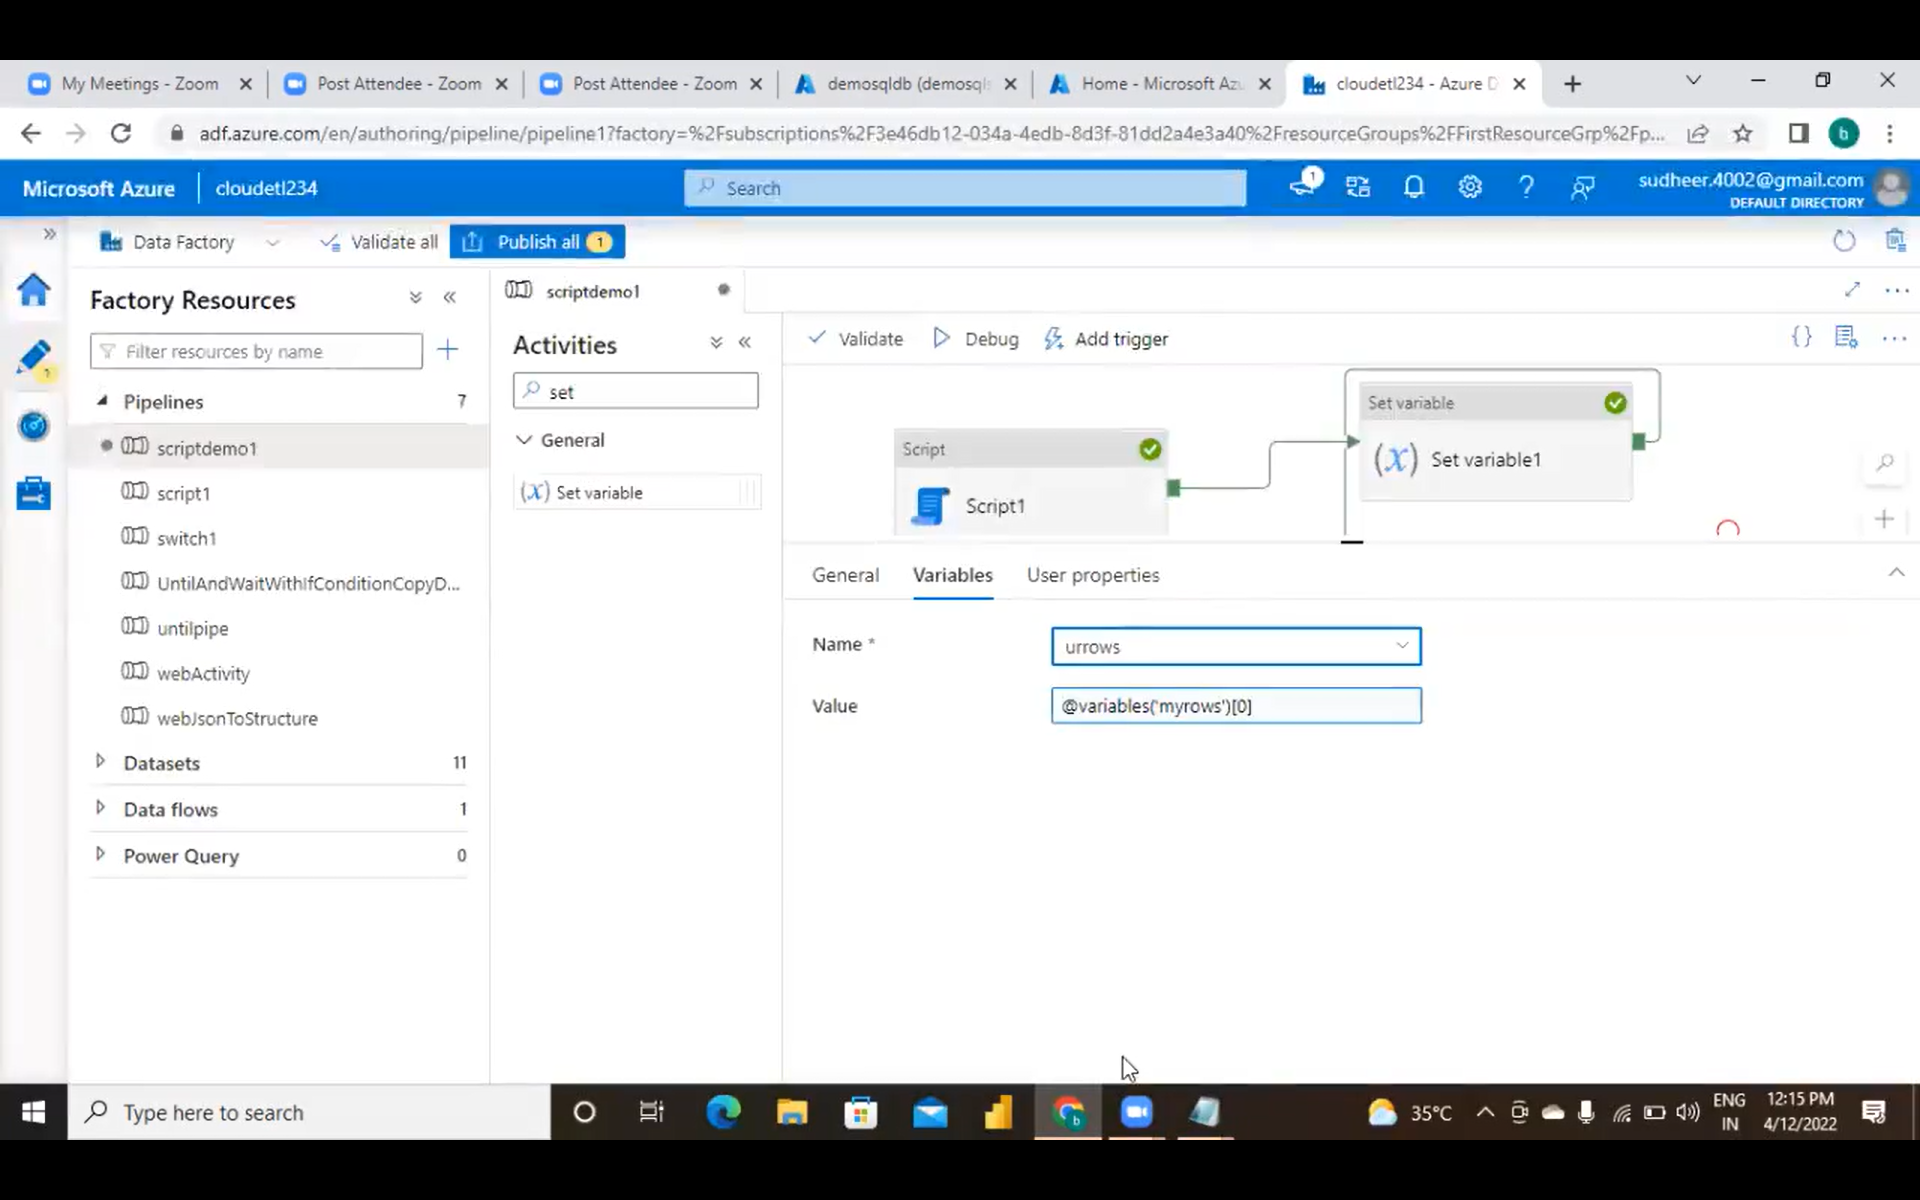 My Meetings - Zoom
Post Attendee - Zoom
Post Attendee - Zoom
demosqldb (demosqls
Home - Microsoft Azu
cloudetl234 - Azure D
adf.azure.com/en/authoring/pipeline/pipeline1?factory=%2Fsubscriptions%2F3e46db12-034a-4edb-8d3f-81dd2a4e3a40%2FresourceGroups%2FFirstResourceGrp%2Fp...
b
Microsoft Azure
cloudetl234
Search
1
sudheer.4002@gmail.com
DEFAULT DIRECTORY
Data Factory
Validate all
Publish all 1
Factory Resources
scriptdemo1
Filter resources by name
Activities
Validate
Debug
Add trigger
set
Pipelines 7
General
Set variable
scriptdemo1
script1
switch1
UntilAndWaitWithIfConditionCopyD...
untilpipe
webActivity
webJsonToStructure
Datasets 11
Data flows 1
Power Query 0
Script
Script1
Set variable
(x) Set variable1
General
Variables
User properties
Name *
urrows
Value
@variables('myrows')[0]
Type here to search
35°C
ENG
IN
12:15 PM
4/12/2022